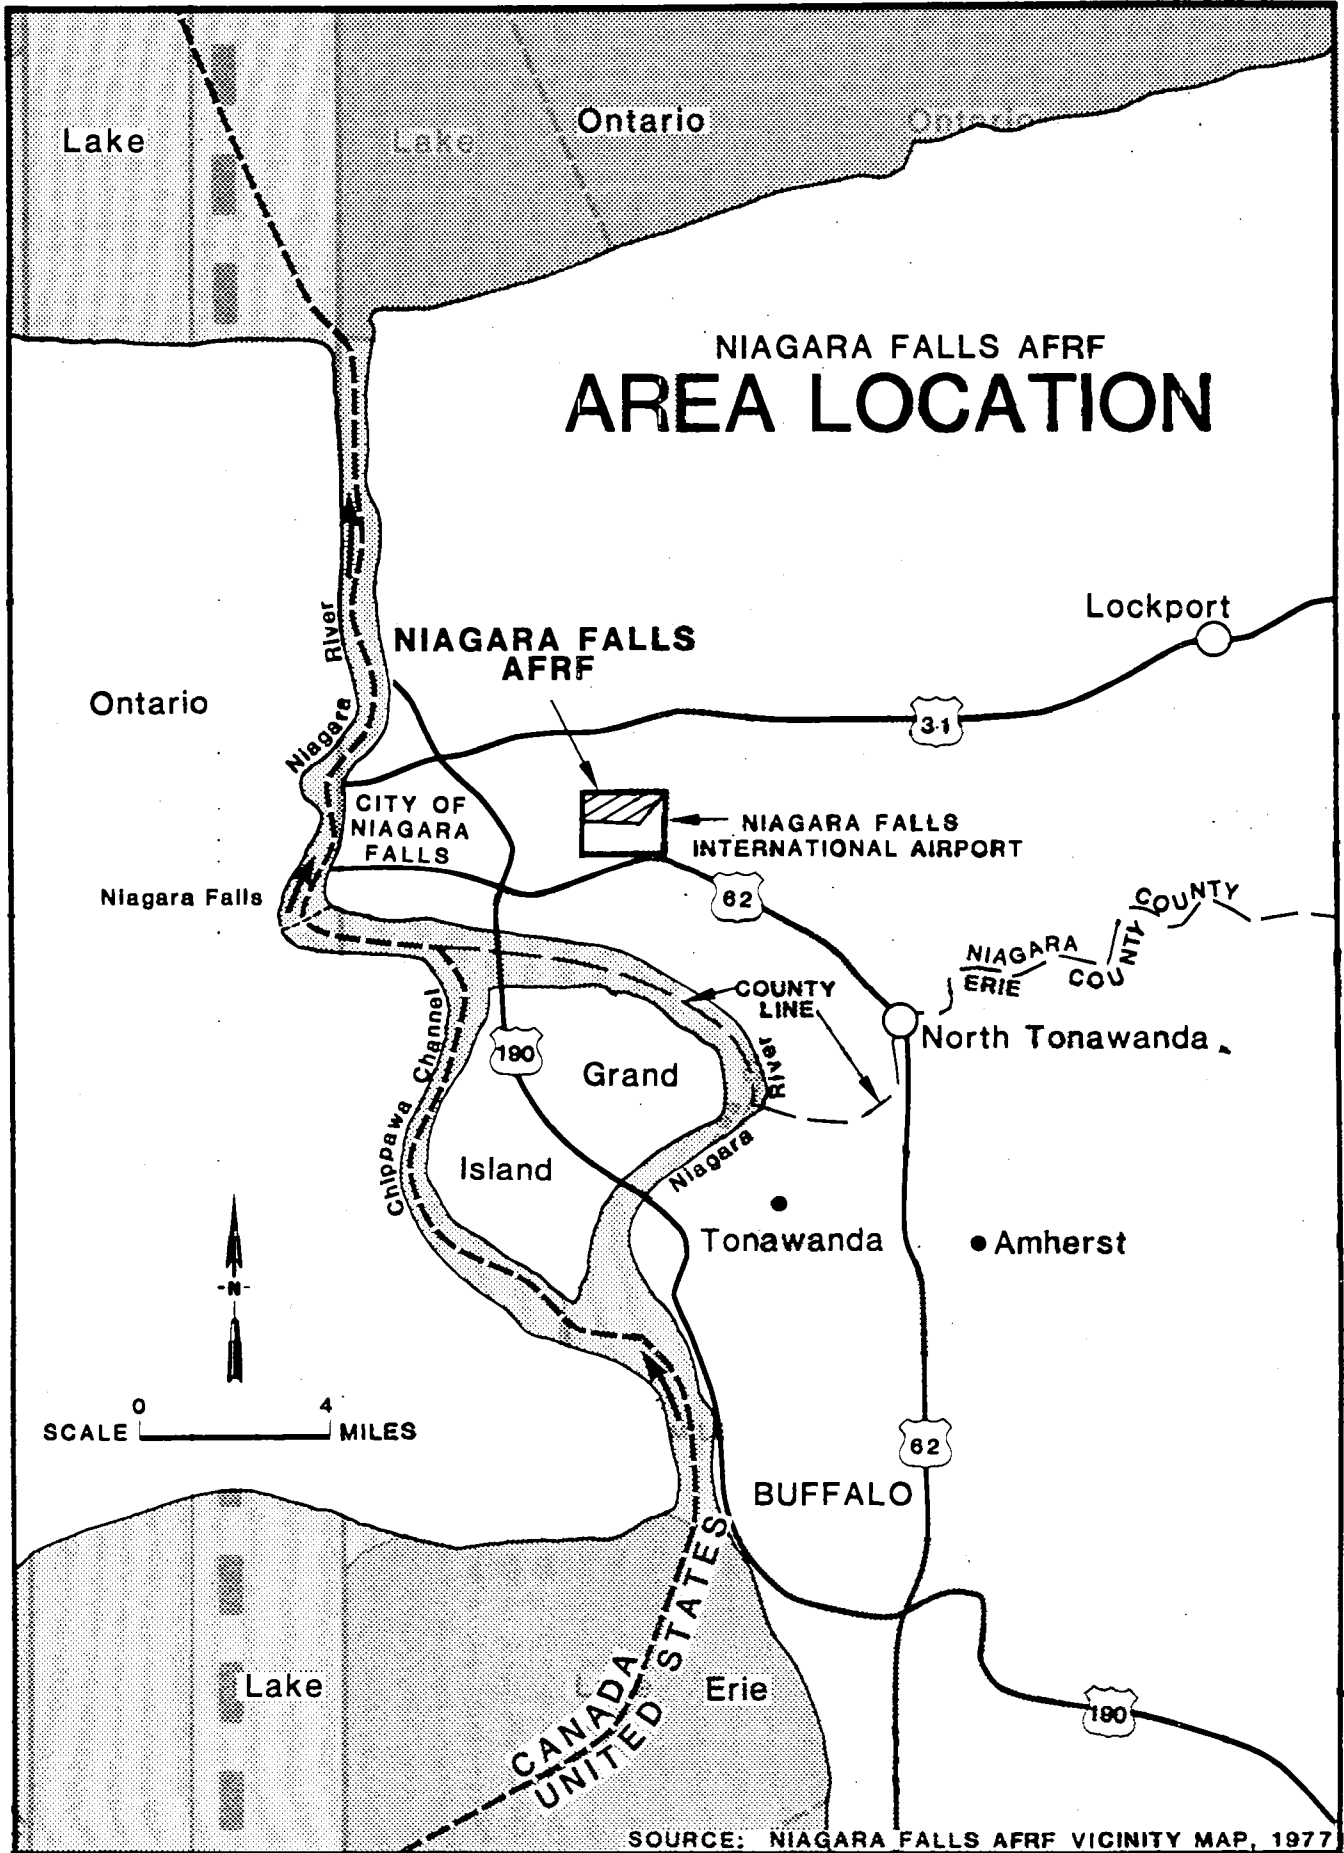 Lake
Ontario
Lake
Ontario
NIAGARA FALLS AFRF
AREA LOCATION
Lockport
River
NIAGARA FALLS
AFRF
Ontario
Niagara
31
CITY OF
NIAGARA
FALLS
NIAGARA FALLS
INTERNATIONAL AIRPORT
Niagara Falls
62
COUNTY
NIAGARA
COUNTY
ERIE
COUNTY
LINE
North Tonawanda
Channel
190
Grand
River
Chippawa
Island
Niagara
Tonawanda
Amherst
-N-
0 4
SCALE MILES
62
BUFFALO
CANADA
UNITED STATES
Lake
Erie
190
SOURCE: NIAGARA FALLS AFRF VICINITY MAP, 1977